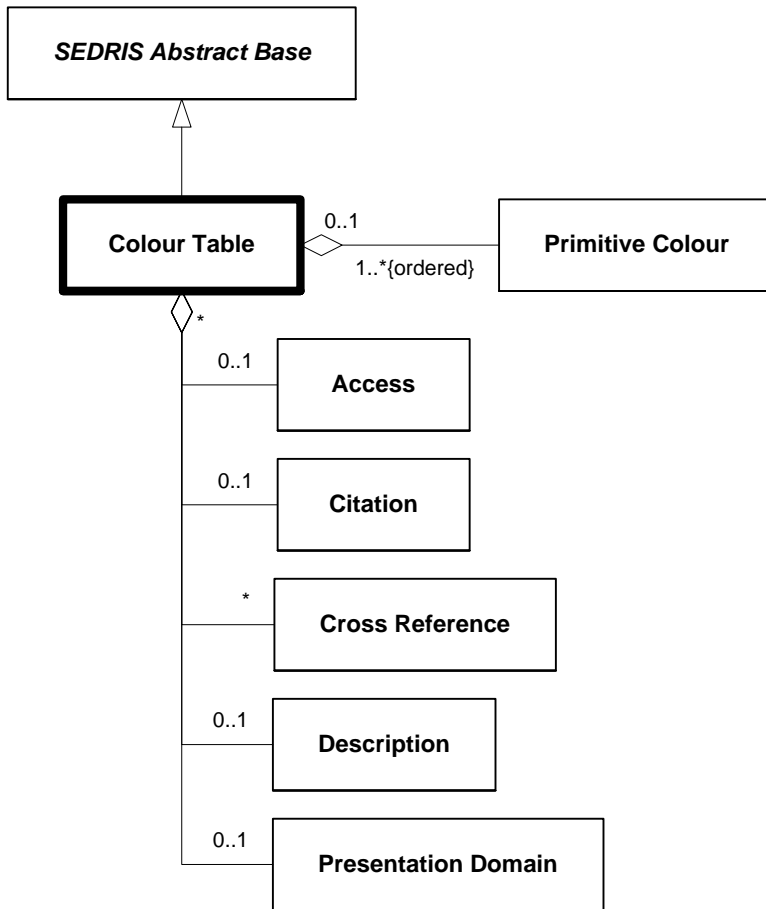 SEDRIS Abstract Base
Colour Table
0..1
1..*{ordered}
Primitive Colour
*
0..1
Access
0..1
Citation
*
Cross Reference
0..1
Description
0..1
Presentation Domain